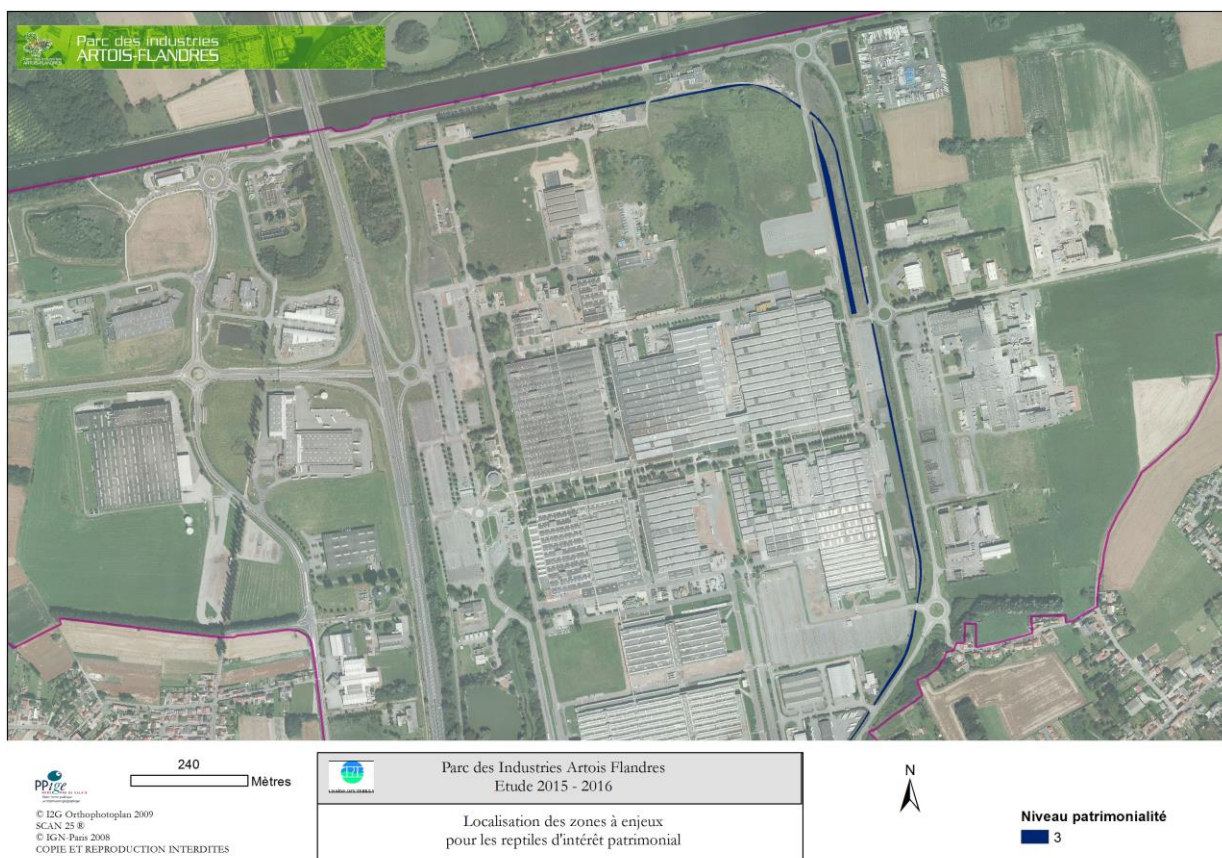 Parc des industries
ARTOIS-FLANDRES
240
Mètres
PPige
© I2G Orthophotoplan 2009
SCAN 25 ®
© IGN-Paris 2008
COPIE ET REPRODUCTION INTERDITES
Parc des Industries Artois Flandres
Etude 2015 - 2016
Localisation des zones à enjeux
pour les reptiles d'intérêt patrimonial
N
Niveau patrimonialité
3